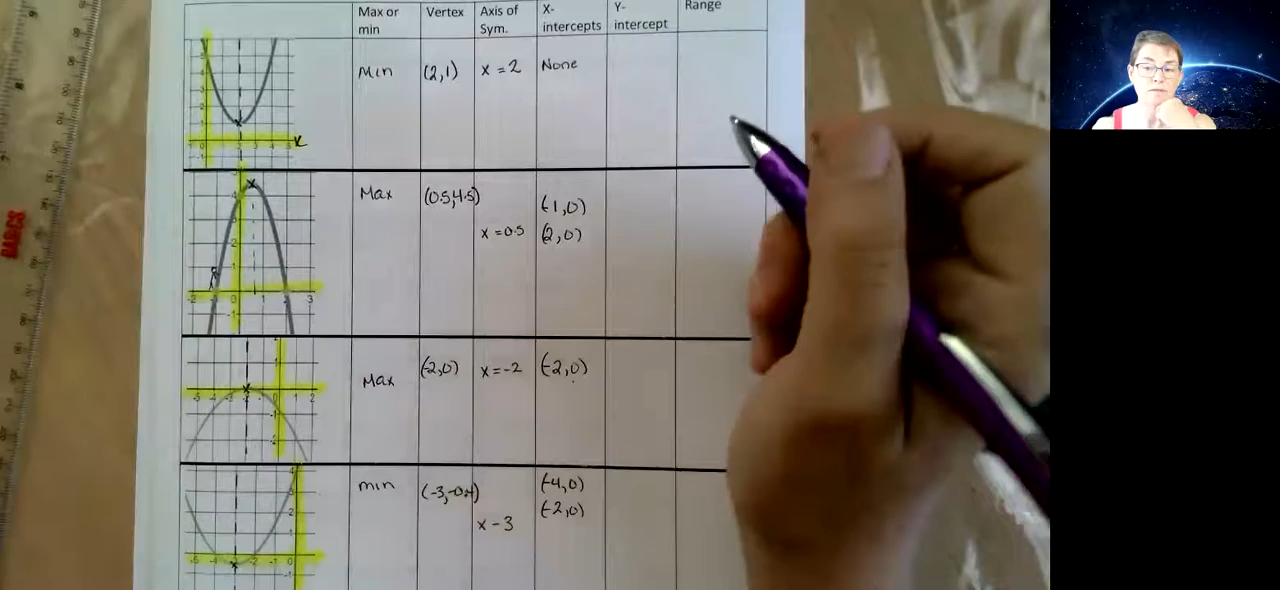 Max or
min
Vertex
Axis of
Sym.
X-
intercepts
Y-
intercept
Range
Min
(2,1)
x = 2
None
Max
(0.5,4.5)
x = 0.5
(-1,0)
(2,0)
Max
(-2,0)
x = -2
(-2,0)
min
(-3,-0.4)
x - 3
(-4,0)
(-2,0)